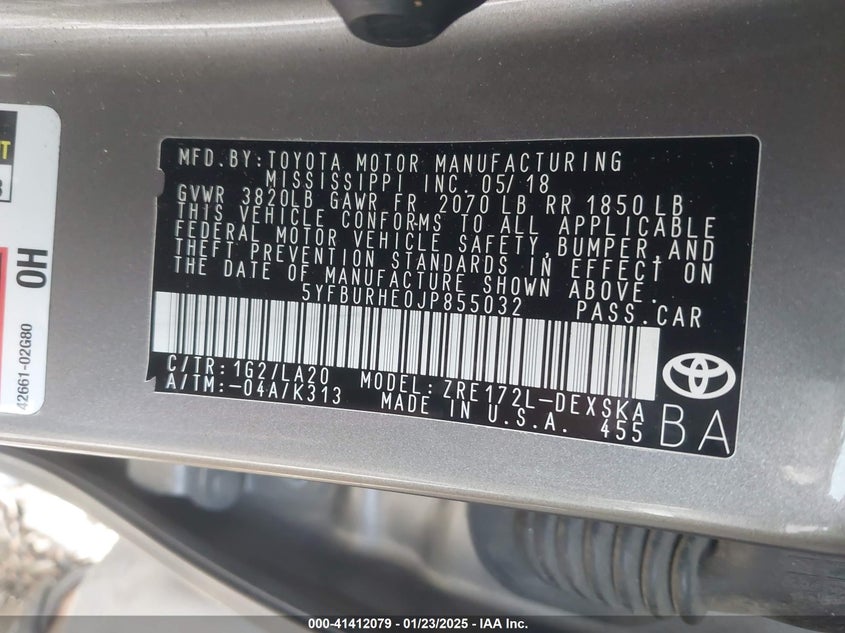 MFD. BY: TOYOTA MOTOR MANUFACTURING
MISSISSIPPI INC. 05/18
GVWR 3820LB GAWR FR 2070 LB RR 1850 LB
THIS VEHICLE CONFORMS TO ALL APPLICABLE
FEDERAL MOTOR VEHICLE SAFETY, BUMPER, AND
THEFT PREVENTION STANDARDS IN EFFECT ON
THE DATE OF MANUFACTURE SHOWN ABOVE.
5YFBURHE0JP855032 PASS.CAR
C/TR: 1G2/LA20 MODEL: ZRE172L-DEXSKA
A/TM:-04A/K313 MADE IN U.S.A. 455
BA
0H
42661-02G80
000-41412079 - 01/23/2025 - IAA Inc.